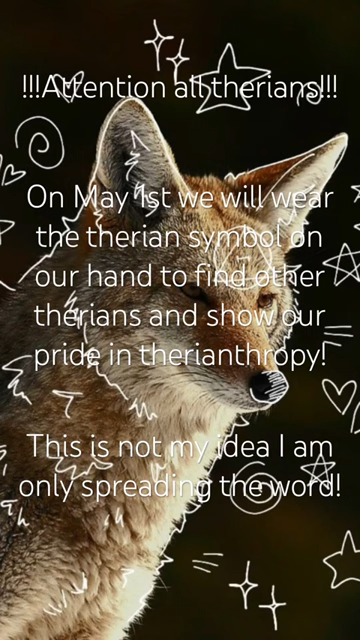 !!!Attention all therians!!!
On May 1st we will wear
the therian symbol on
our hand to find other
therians and show our
pride in therianthropy!
This is not my idea I am
only spreading the word!